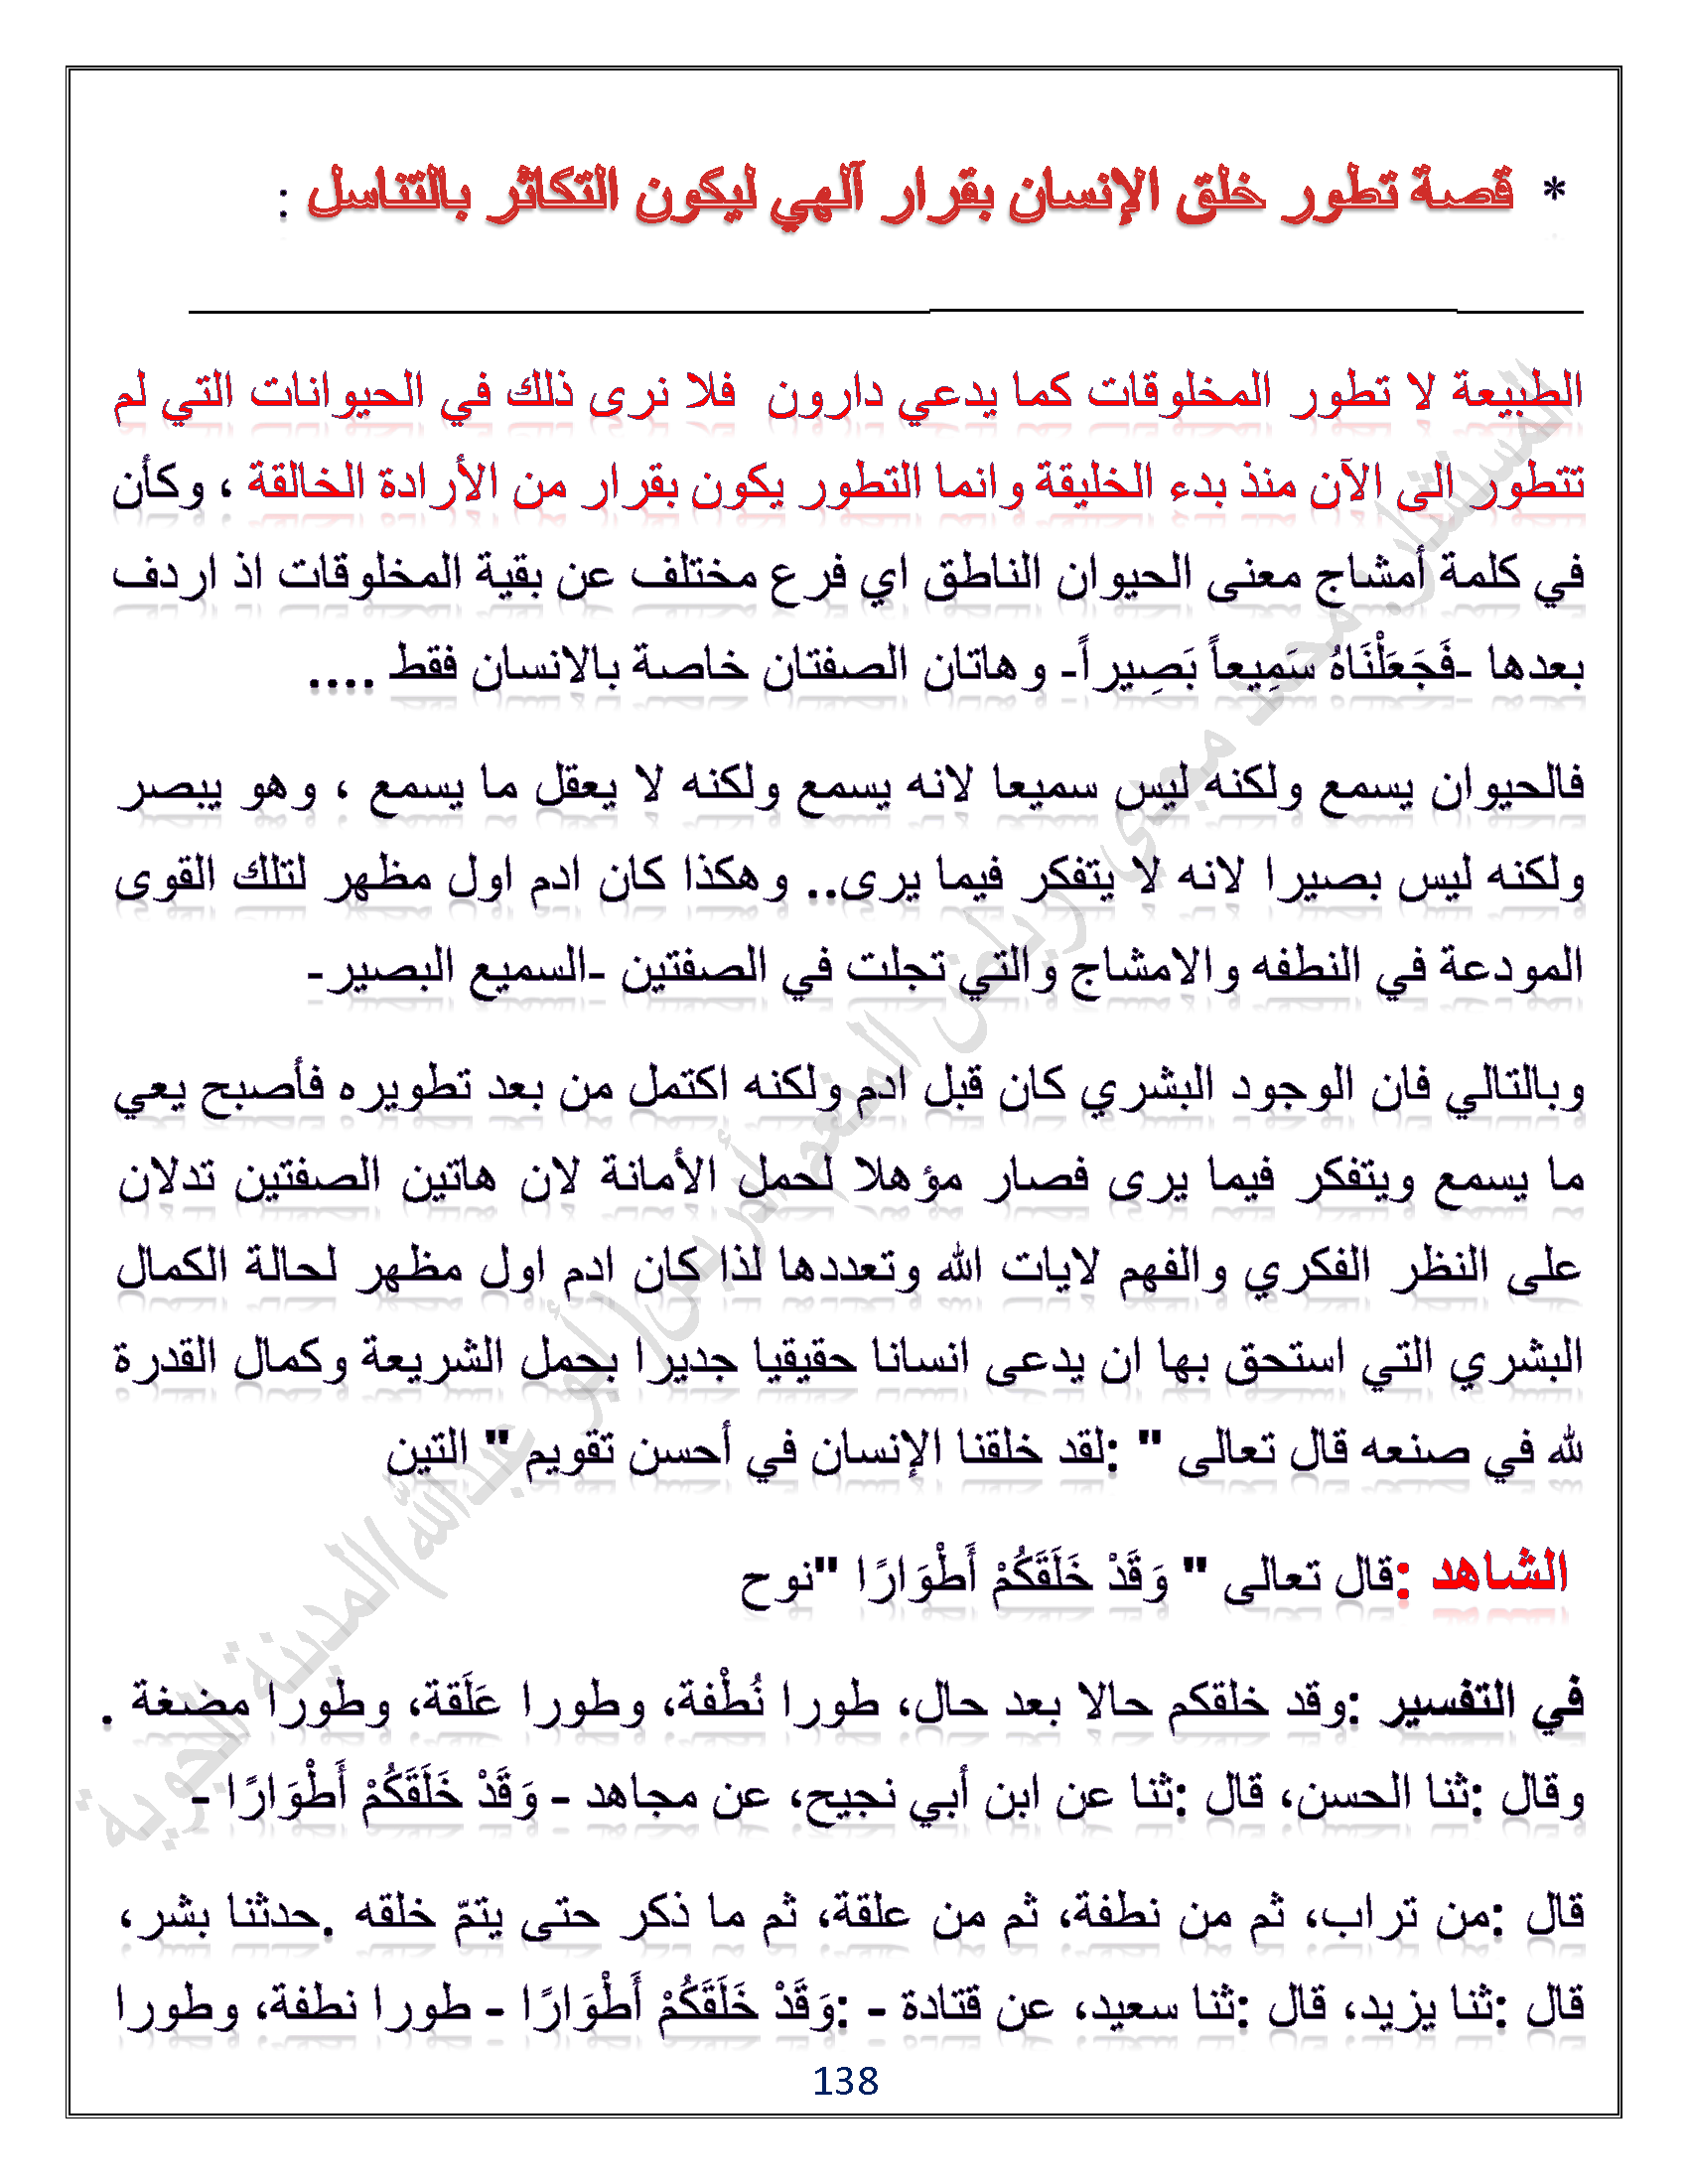 * قصة تطور خلق الإنسان بقرار آلهي ليكون التكاثر بالتناسل :
الطبيعة لا تطور المخلوقات كما يدعي دارون فلا نرى ذلك في الحيوانات التي لم
تتطور الى الآن منذ بدء الخليقة وانما التطور يكون بقرار من الأرادة الخالقة ، وكأن
في كلمة أمشاج معنى الحيوان الناطق اي فرع مختلف عن بقية المخلوقات اذ اردف
بعدها -فَجَعَلْنَاهُ سَمِيعاً بَصِيراً- وهاتان الصفتان خاصة بالانسان فقط ....
فالحيوان يسمع ولكنه ليس سميعا لانه يسمع ولكنه لا يعقل ما يسمع ، وهو يبصر
ولكنه ليس بصيرا لانه لا يتفكر فيما يرى.. وهكذا كان ادم اول مظهر لتلك القوى
المودعة في النطفه والامشاج والتي تجلت في الصفتين -السميع البصير-
وبالتالي فان الوجود البشري كان قبل ادم ولكنه اكتمل من بعد تطويره فأصبح يعي
ما يسمع ويتفكر فيما يرى فصار مؤهلا لحمل الأمانة لان هاتين الصفتين تدلان
على النظر الفكري والفهم لايات الله وتعددها لذا كان ادم اول مظهر لحالة الكمال
البشري التي استحق بها ان يدعى انسانا حقيقيا جديرا بحمل الشريعة وكمال القدرة
لله في صنعه قال تعالى " :لقد خلقنا الإنسان في أحسن تقويم " التين
الشاهد :قال تعالى " وَقَدْ خَلَقَكُمْ أَطْوَارًا "نوح
في التفسير :وقد خلقكم حالا بعد حال، طورا نُطْفة، وطورا عَلَقة، وطورا مضغة .
وقال :ثنا الحسن، قال :ثنا عن ابن أبي نجيح، عن مجاهد - وَقَدْ خَلَقَكُمْ أَطْوَارًا -
قال :من تراب، ثم من نطفة، ثم من علقة، ثم ما ذكر حتى يتمّ خلقه .حدثنا بشر،
قال :ثنا يزيد، قال :ثنا سعيد، عن قتادة - :وَقَدْ خَلَقَكُمْ أَطْوَارًا - طورا نطفة، وطورا
138
المستشار محمد مجدي رياض المنعم ادريس(أبو عبدالله)المدينة